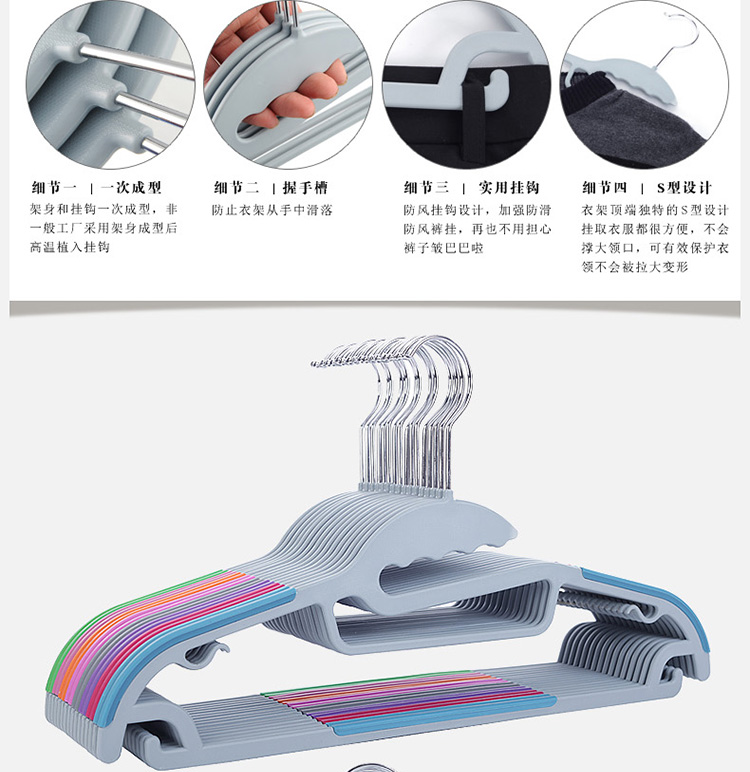 细节一 | 一次成型
架身和挂钩一次成型，非
一般工厂采用架身成型后
高温植入挂钩
细节二 | 握手槽
防止衣架从手中滑落
细节三 | 实用挂钩
防风挂钩设计，加强防滑
防风裤挂，再也不用担心
裤子皱巴巴啦
细节四 | S型设计
衣架顶端独特的S型设计
挂取衣服都很方便，不会
撑大领口，可有效保护衣
领不会被拉大变形